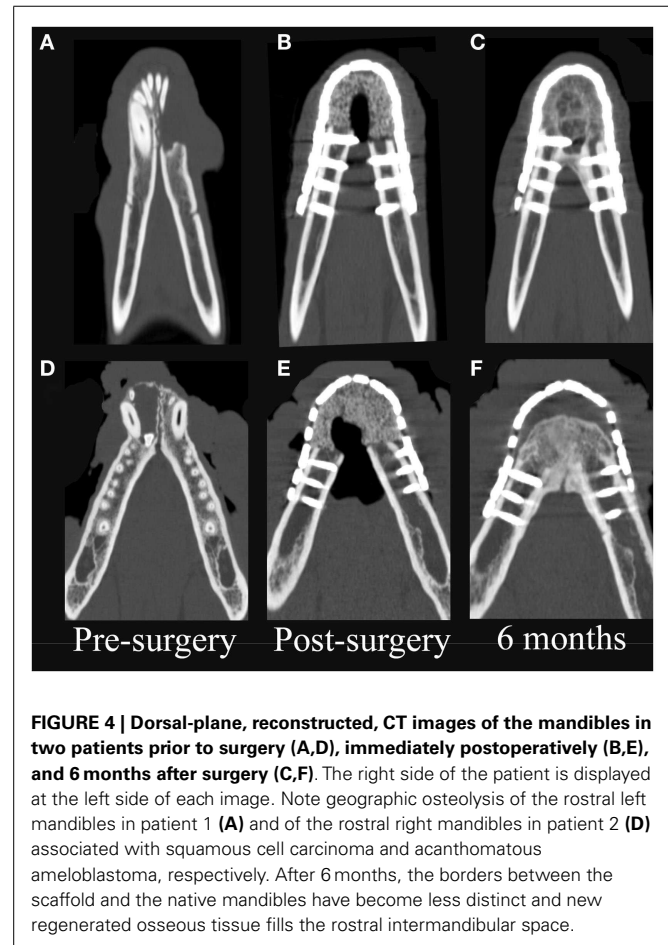 A B C
D E F
Pre-surgery Post-surgery 6 months
FIGURE 4 | Dorsal-plane, reconstructed, CT images of the mandibles in
two patients prior to surgery (A,D), immediately postoperatively (B,E),
and 6 months after surgery (C,F). The right side of the patient is displayed
at the left side of each image. Note geographic osteolysis of the rostral left
mandibles in patient 1 (A) and of the rostral right mandibles in patient 2 (D)
associated with squamous cell carcinoma and acanthomatous
ameloblastoma, respectively. After 6 months, the borders between the
scaffold and the native mandibles have become less distinct and new
regenerated osseous tissue fills the rostral intermandibular space.